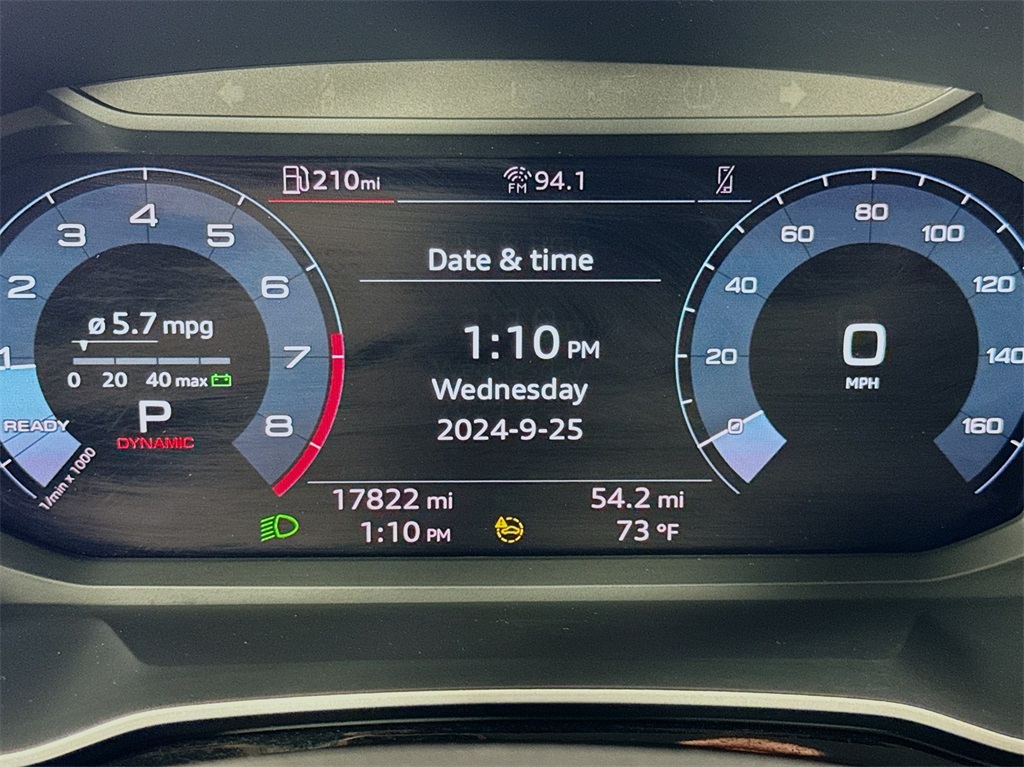 210mi
FM 94.1
Date & time
1:10 PM
Wednesday
2024-9-25
17822 mi
54.2 mi
1:10 PM
73 °F
1
2
3
4
5
6
7
8
ø 5.7 mpg
0 20 40 max
P
DYNAMIC
READY
1/min x 1000
0
20
40
60
80
100
120
140
160
0
MPH